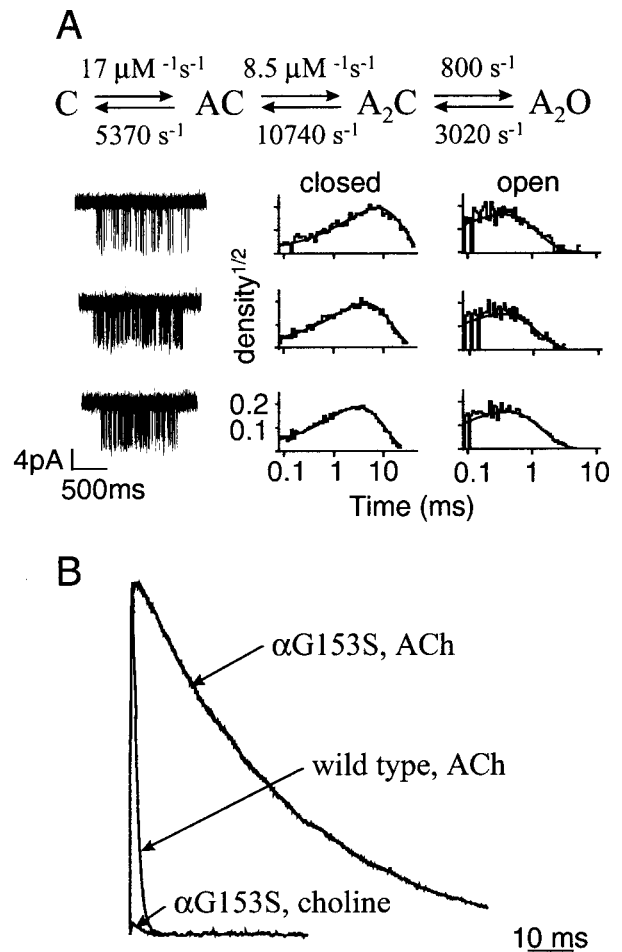 A
17 μM ⁻¹s⁻¹ 8.5 μM ⁻¹s⁻¹ 800 s⁻¹
C AC A₂C A₂O
5370 s⁻¹ 10740 s⁻¹ 3020 s⁻¹
closed open
density¹/²
0.2
0.1
4pA
500ms
0.1 1 10 0.1 1 10
Time (ms)
B
αG153S, ACh
wild type, ACh
αG153S, choline
10 ms